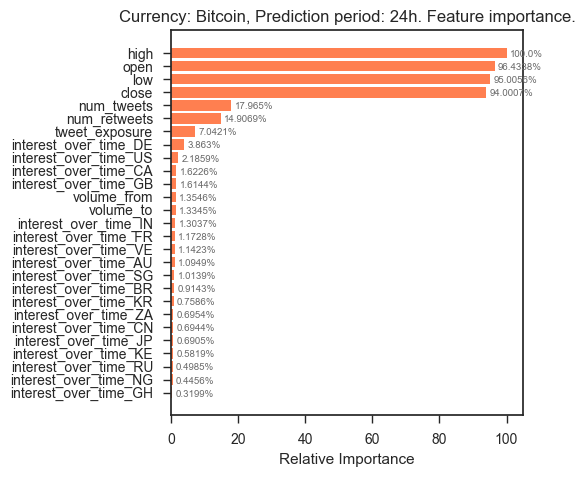 Currency: Bitcoin, Prediction period: 24h. Feature importance.
high 100.0%
open 96.4388%
low 95.0056%
close 94.0007%
num_tweets 17.965%
num_retweets 14.9069%
tweet_exposure 7.0421%
interest_over_time_DE 3.863%
interest_over_time_US 2.1859%
interest_over_time_CA 1.6226%
interest_over_time_GB 1.6144%
volume_from 1.3546%
volume_to 1.3345%
interest_over_time_IN 1.3037%
interest_over_time_FR 1.1728%
interest_over_time_VE 1.1423%
interest_over_time_AU 1.0949%
interest_over_time_SG 1.0139%
interest_over_time_BR 0.9143%
interest_over_time_KR 0.7586%
interest_over_time_ZA 0.6954%
interest_over_time_CN 0.6944%
interest_over_time_JP 0.6905%
interest_over_time_KE 0.5819%
interest_over_time_RU 0.4985%
interest_over_time_NG 0.4456%
interest_over_time_GH 0.3199%
0 20 40 60 80 100
Relative Importance